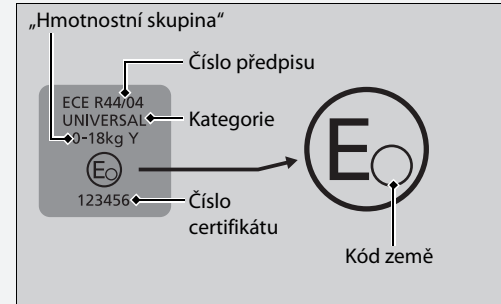 „Hmotnostní skupina“
Číslo předpisu
ECE R44/04
UNIVERSAL
Kategorie
0-18kg Y
E
E
123456
Číslo
certifikátu
Kód země